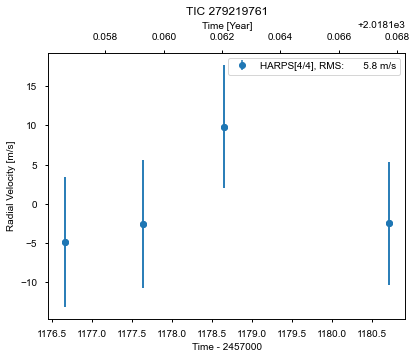 TIC 279219761
Time [Year]
+2.0181e3
0.058 0.060 0.062 0.064 0.066 0.068
HARPS[4/4], RMS: 5.8 m/s
Radial Velocity [m/s]
15
10
5
0
−5
−10
1176.5 1177.0 1177.5 1178.0 1178.5 1179.0 1179.5 1180.0 1180.5
Time - 2457000